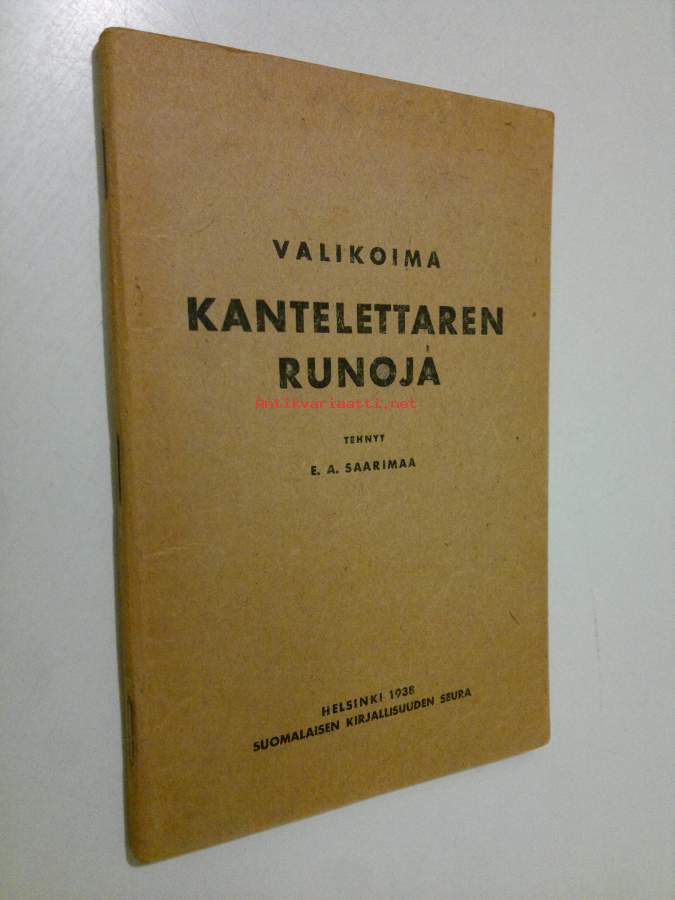 VALIKOIMA
KANTELETTAREN
RUNOJA
Antikvariaatti.net
TEHNYT
E. A. SAARIMAA
HELSINKI 1938
SUOMALAISEN KIRJALLISUUDEN SEURA